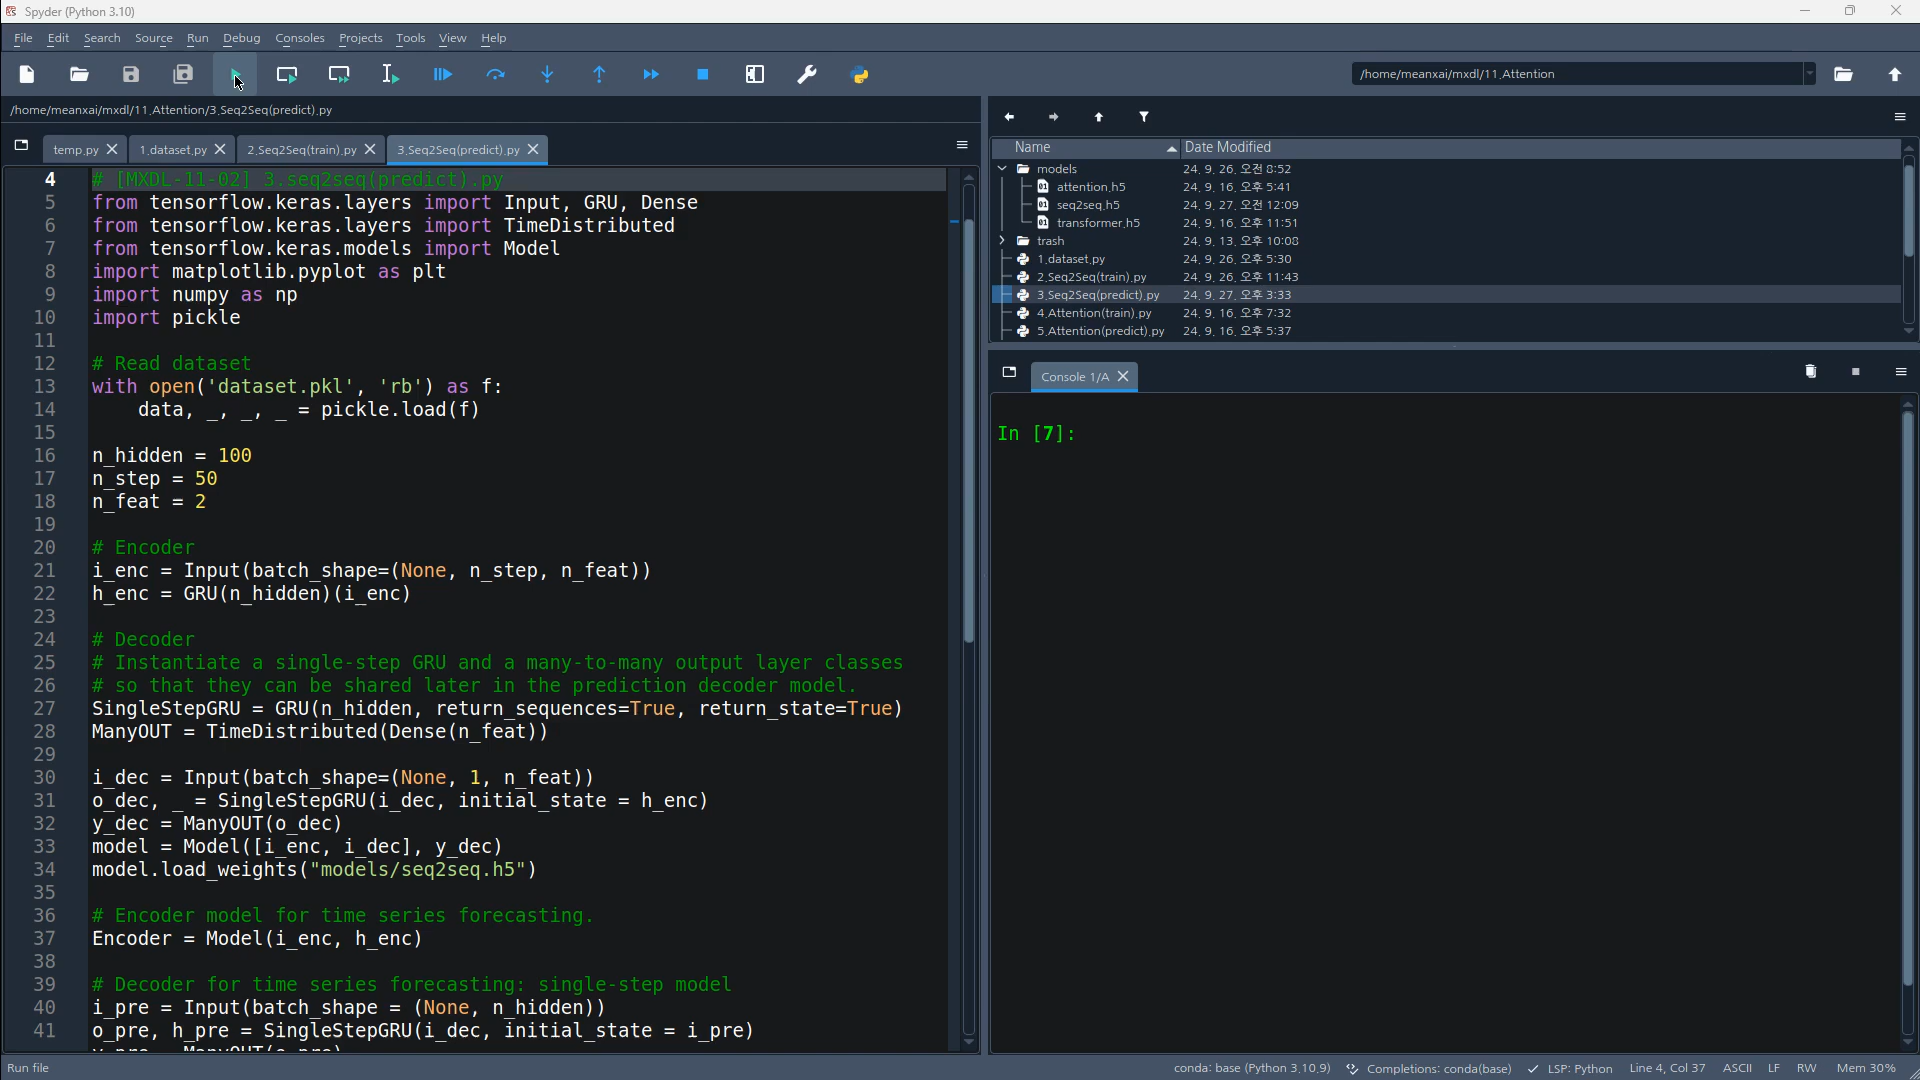 Spyder (Python 3.10)
File Edit Search Source Run Debug Consoles Projects Tools View Help
/home/meanxai/mxdl/11.Attention
/home/meanxai/mxdl/11.Attention/3.Seq2Seq(predict).py
temp.py 1.dataset.py 2.Seq2Seq(train).py 3.Seq2Seq(predict).py
4 # [MXDL-11-02] 3.seq2seq(predict).py
5 from tensorflow.keras.layers import Input, GRU, Dense
6 from tensorflow.keras.layers import TimeDistributed
7 from tensorflow.keras.models import Model
8 import matplotlib.pyplot as plt
9 import numpy as np
10 import pickle
11
12 # Read dataset
13 with open('dataset.pkl', 'rb') as f:
14     data, _, _, _ = pickle.load(f)
15
16 n_hidden = 100
17 n_step = 50
18 n_feat = 2
19
20 # Encoder
21 i_enc = Input(batch_shape=(None, n_step, n_feat))
22 h_enc = GRU(n_hidden)(i_enc)
23
24 # Decoder
25 # Instantiate a single-step GRU and a many-to-many output layer classes
26 # so that they can be shared later in the prediction decoder model.
27 SingleStepGRU = GRU(n_hidden, return_sequences=True, return_state=True)
28 ManyOUT = TimeDistributed(Dense(n_feat))
29
30 i_dec = Input(batch_shape=(None, 1, n_feat))
31 o_dec, _ = SingleStepGRU(i_dec, initial_state = h_enc)
32 y_dec = ManyOUT(o_dec)
33 model = Model([i_enc, i_dec], y_dec)
34 model.load_weights("models/seq2seq.h5")
35
36 # Encoder model for time series forecasting.
37 Encoder = Model(i_enc, h_enc)
38
39 # Decoder for time series forecasting: single-step model
40 i_pre = Input(batch_shape = (None, n_hidden))
41 o_pre, h_pre = SingleStepGRU(i_dec, initial_state = i_pre)
Name Date Modified
models 24. 9. 26. 오전 8:52
attention.h5 24. 9. 16. 오후 5:41
seq2seq.h5 24. 9. 27. 오전 12:09
transformer.h5 24. 9. 16. 오후 11:51
trash 24. 9. 13. 오후 10:08
1.dataset.py 24. 9. 26. 오후 5:30
2.Seq2Seq(train).py 24. 9. 26. 오후 11:43
3.Seq2Seq(predict).py 24. 9. 27. 오후 3:33
4.Attention(train).py 24. 9. 16. 오후 7:32
5.Attention(predict).py 24. 9. 16. 오후 5:37
Console 1/A
In [7]:
Run file
conda: base (Python 3.10.9) Completions: conda(base) LSP: Python Line 4, Col 37 ASCII LF RW Mem 30%